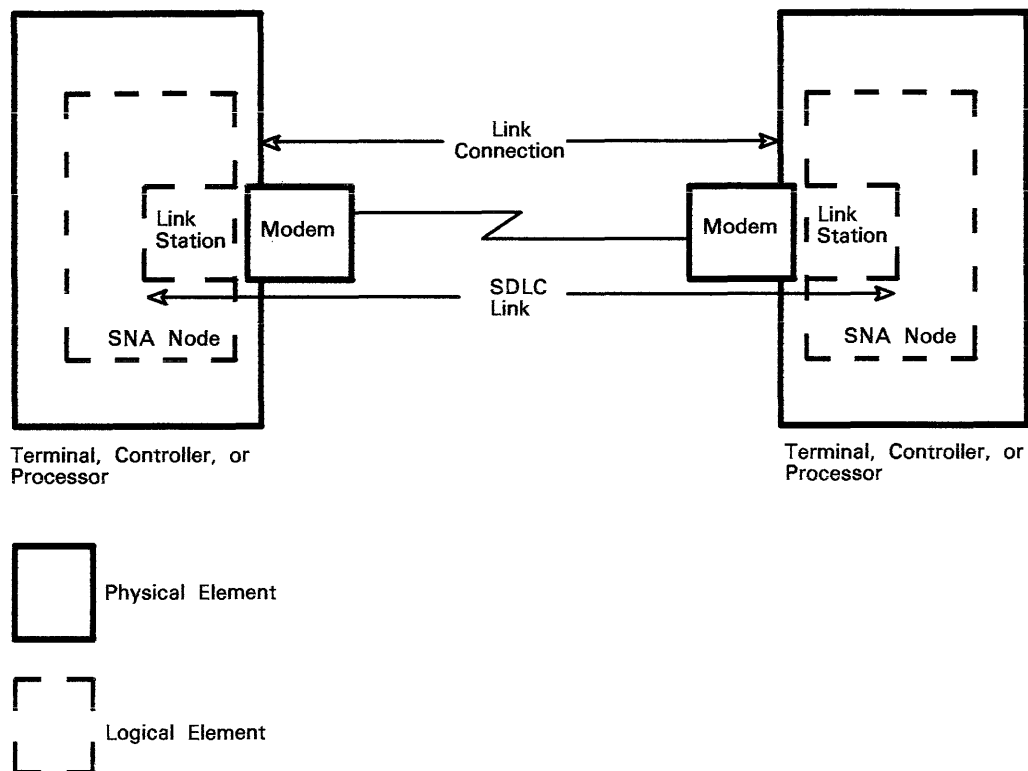 Link
Connection
Link
Station
Modem
Modem
Link
Station
SDLC
Link
SNA Node
SNA Node
Terminal, Controller, or
Processor
Terminal, Controller, or
Processor
Physical Element
Logical Element